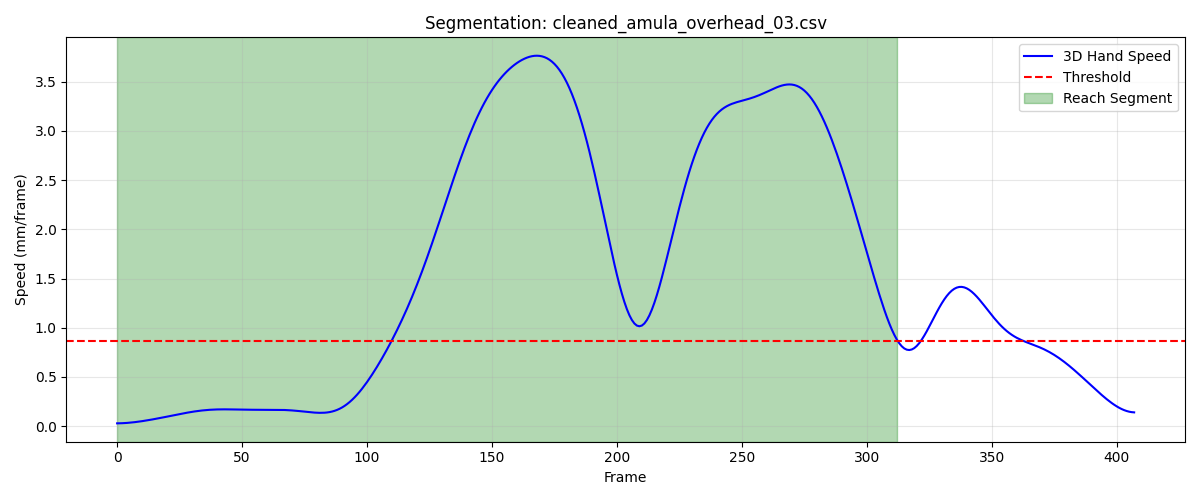 Segmentation: cleaned_amula_overhead_03.csv
3D Hand Speed
Threshold
Reach Segment
Speed (mm/frame)
3.5
3.0
2.5
2.0
1.5
1.0
0.5
0.0
0 50 100 150 200 250 300 350 400
Frame